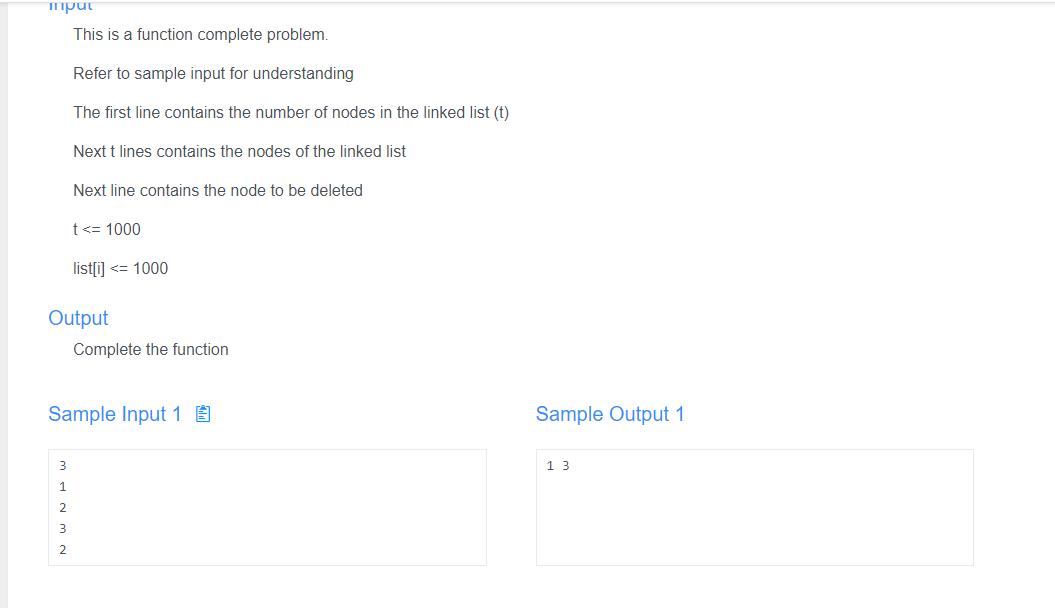 Input
This is a function complete problem.
Refer to sample input for understanding
The first line contains the number of nodes in the linked list (t)
Next t lines contains the nodes of the linked list
Next line contains the node to be deleted
t <= 1000
list[i] <= 1000
Output
Complete the function
Sample Input 1
3
1
2
3
2
Sample Output 1
1 3